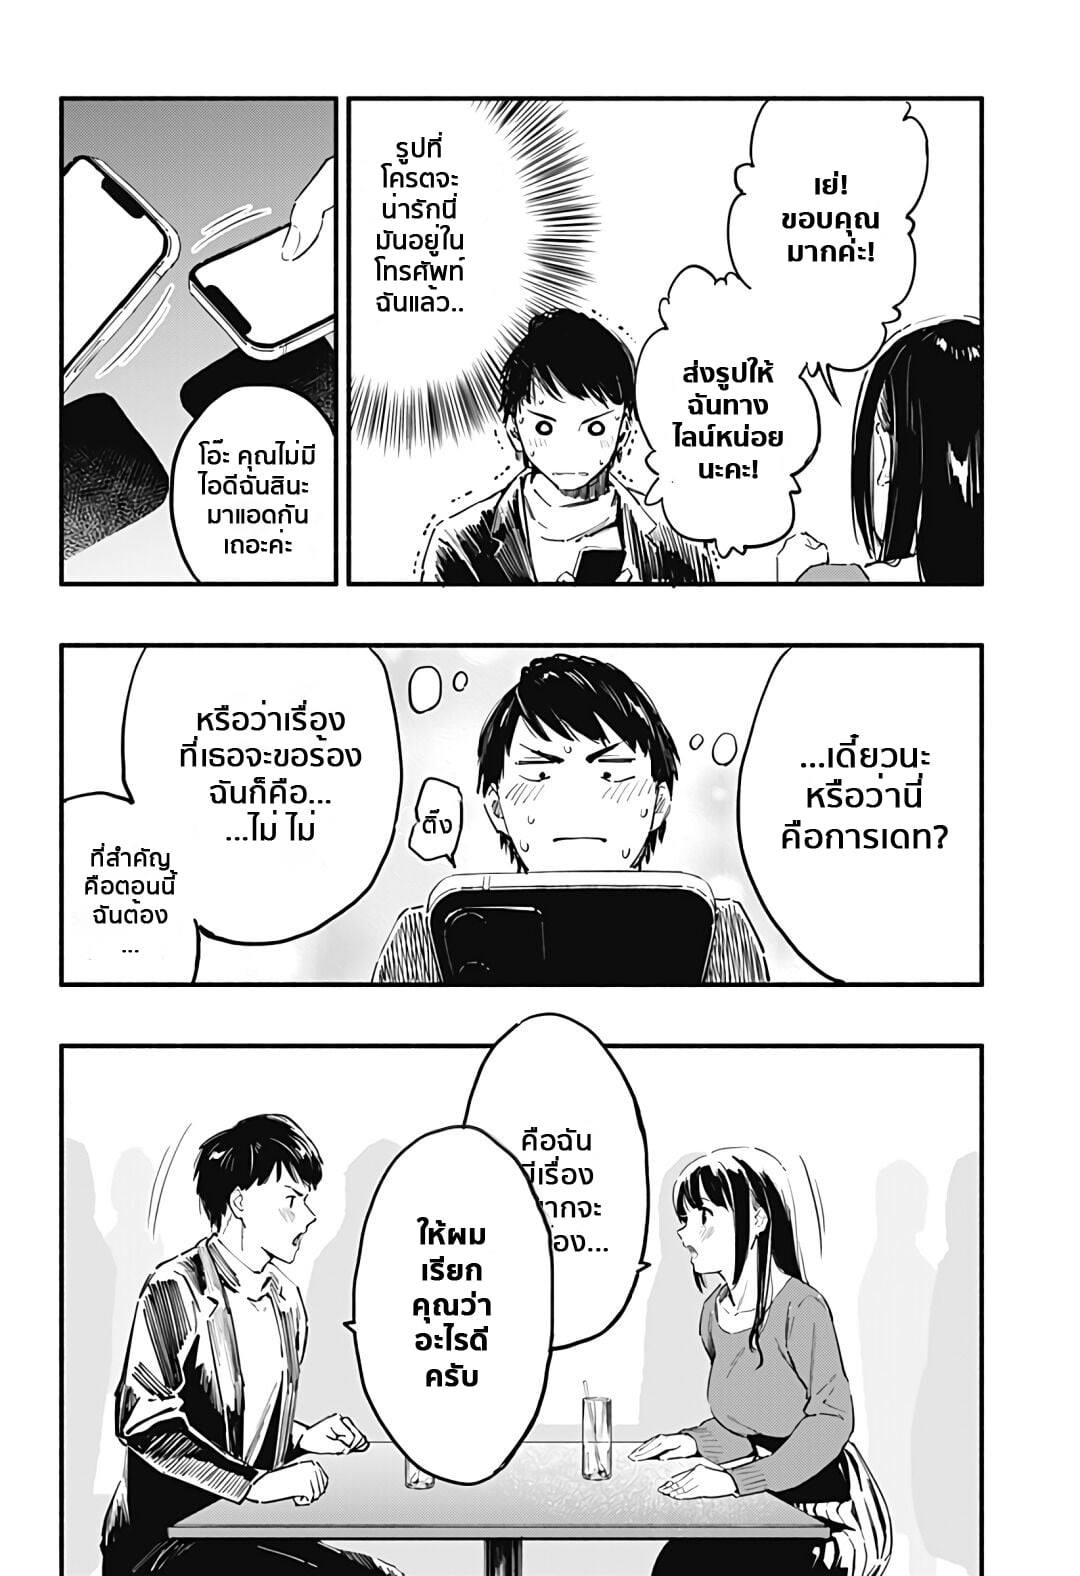 เย่!
ขอบคุณ
มากค่ะ!
ส่งรูปให้
ฉันทาง
ไลน์หน่อย
นะคะ!
รูปที่
โครตจะ
น่ารักนี่
มันอยู่ใน
โทรศัพท์
ฉันแล้ว..
โอ๊ะ คุณไม่มี
ไอดีฉันสินะ
มาแอดกัน
เถอะค่ะ
...เดี๋ยวนะ
หรือว่านี่
คือการเดท?
ติ๊ง
หรือว่าเรื่อง
ที่เธอจะขอร้อง
ฉันก็คือ...
...ไม่ ไม่
ที่สำคัญ
คือตอนนี้
ฉันต้อง
...
คือฉัน
มีเรื่อง
ากจะ
อง...
ให้ผม
เรียก
คุณว่า
อะไรดี
ครับ